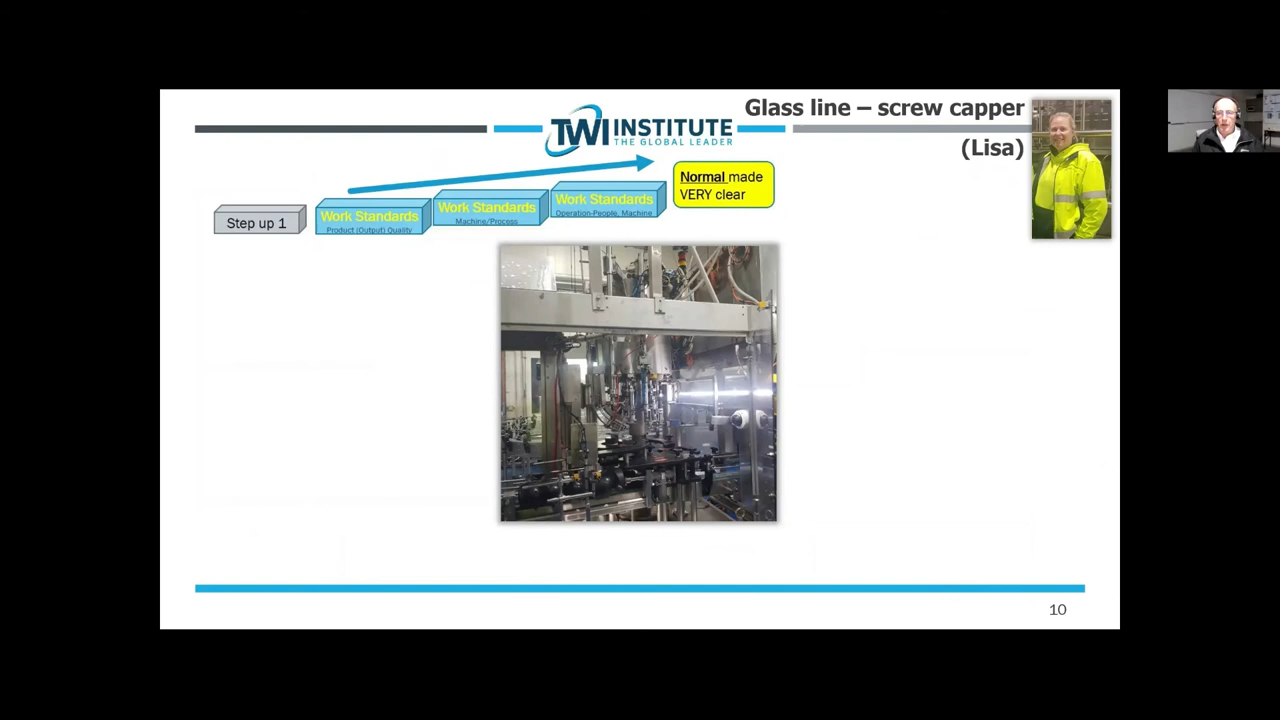 Glass line – screw capper
(Lisa)
TWI INSTITUTE
THE GLOBAL LEADER
Step up 1
Work Standards
Product (Output) Quality
Work Standards
Machine/Process
Work Standards
Operation-People, Machine
Normal made
VERY clear
10